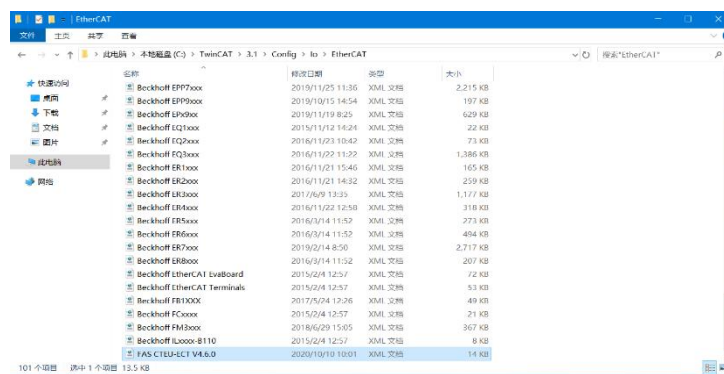 EtherCAT
文件 主页 共享 查看
此电脑 > 本地磁盘 (C:) > TwinCAT > 3.1 > Config > Io > EtherCAT 搜索"EtherCAT"
名称 修改日期 类型 大小
快速访问
桌面
下载
文档
图片
此电脑
网络
Beckhoff EPP7xxx 2019/11/25 11:36 XML 文档 2,215 KB
Beckhoff EPP9xxx 2019/10/15 14:54 XML 文档 197 KB
Beckhoff EPx9xx 2019/11/19 8:25 XML 文档 629 KB
Beckhoff EQ1xxx 2015/11/12 14:24 XML 文档 22 KB
Beckhoff EQ2xxx 2016/11/23 10:42 XML 文档 73 KB
Beckhoff EQ3xxx 2016/11/22 11:22 XML 文档 1,386 KB
Beckhoff ER1xxx 2016/11/21 15:46 XML 文档 165 KB
Beckhoff ER2xxx 2016/11/21 14:32 XML 文档 259 KB
Beckhoff ER3xxx 2017/6/9 13:35 XML 文档 1,177 KB
Beckhoff ER4xxx 2016/11/22 12:58 XML 文档 318 KB
Beckhoff ER5xxx 2016/3/14 11:52 XML 文档 273 KB
Beckhoff ER6xxx 2016/3/14 11:52 XML 文档 494 KB
Beckhoff ER7xxx 2019/2/14 8:50 XML 文档 2,717 KB
Beckhoff ER8xxx 2016/3/14 11:52 XML 文档 207 KB
Beckhoff EtherCAT EvaBoard 2015/2/4 12:57 XML 文档 72 KB
Beckhoff EtherCAT Terminals 2015/2/4 12:57 XML 文档 53 KB
Beckhoff FB1XXX 2017/5/24 12:26 XML 文档 49 KB
Beckhoff FCxxxx 2015/2/4 12:57 XML 文档 21 KB
Beckhoff FM3xxx 2018/6/29 15:05 XML 文档 367 KB
Beckhoff ILxxxx-B110 2015/2/4 12:57 XML 文档 8 KB
FAS CTEU-ECT V4.6.0 2020/10/10 10:01 XML 文档 14 KB
101 个项目 选中 1 个项目 13.5 KB